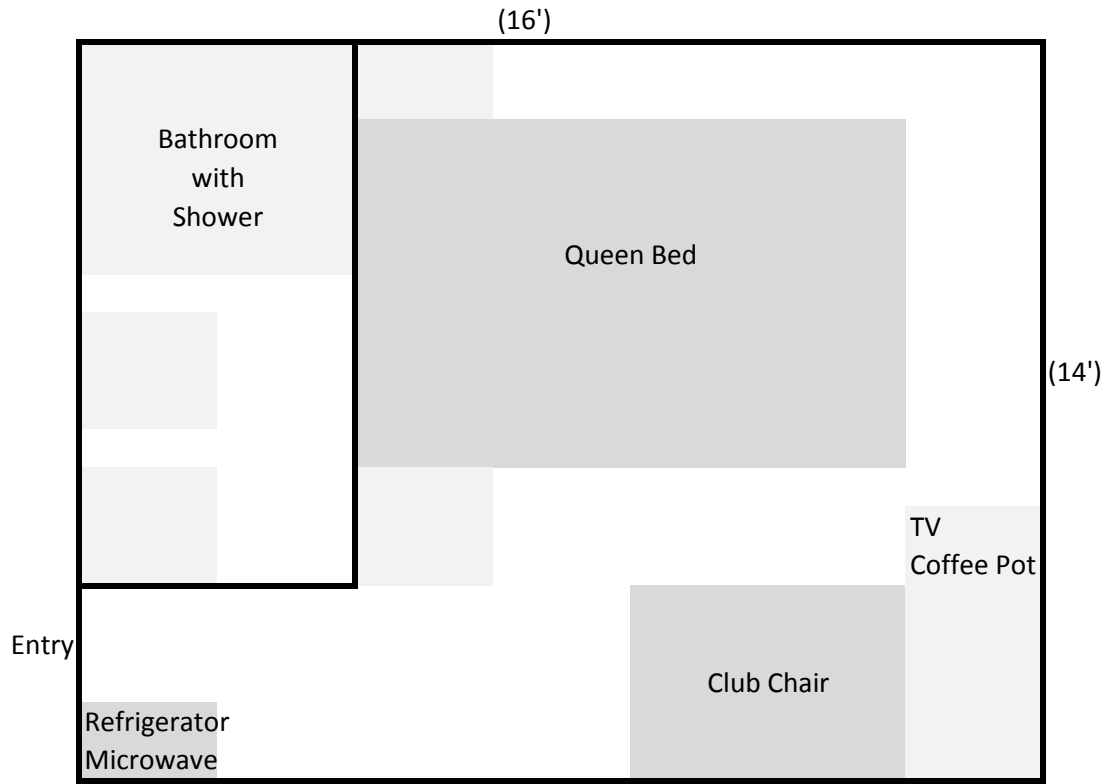 (16')
Bathroom
with
Shower
Queen Bed
(14')
TV
Coffee Pot
Entry
Club Chair
Refrigerator
Microwave